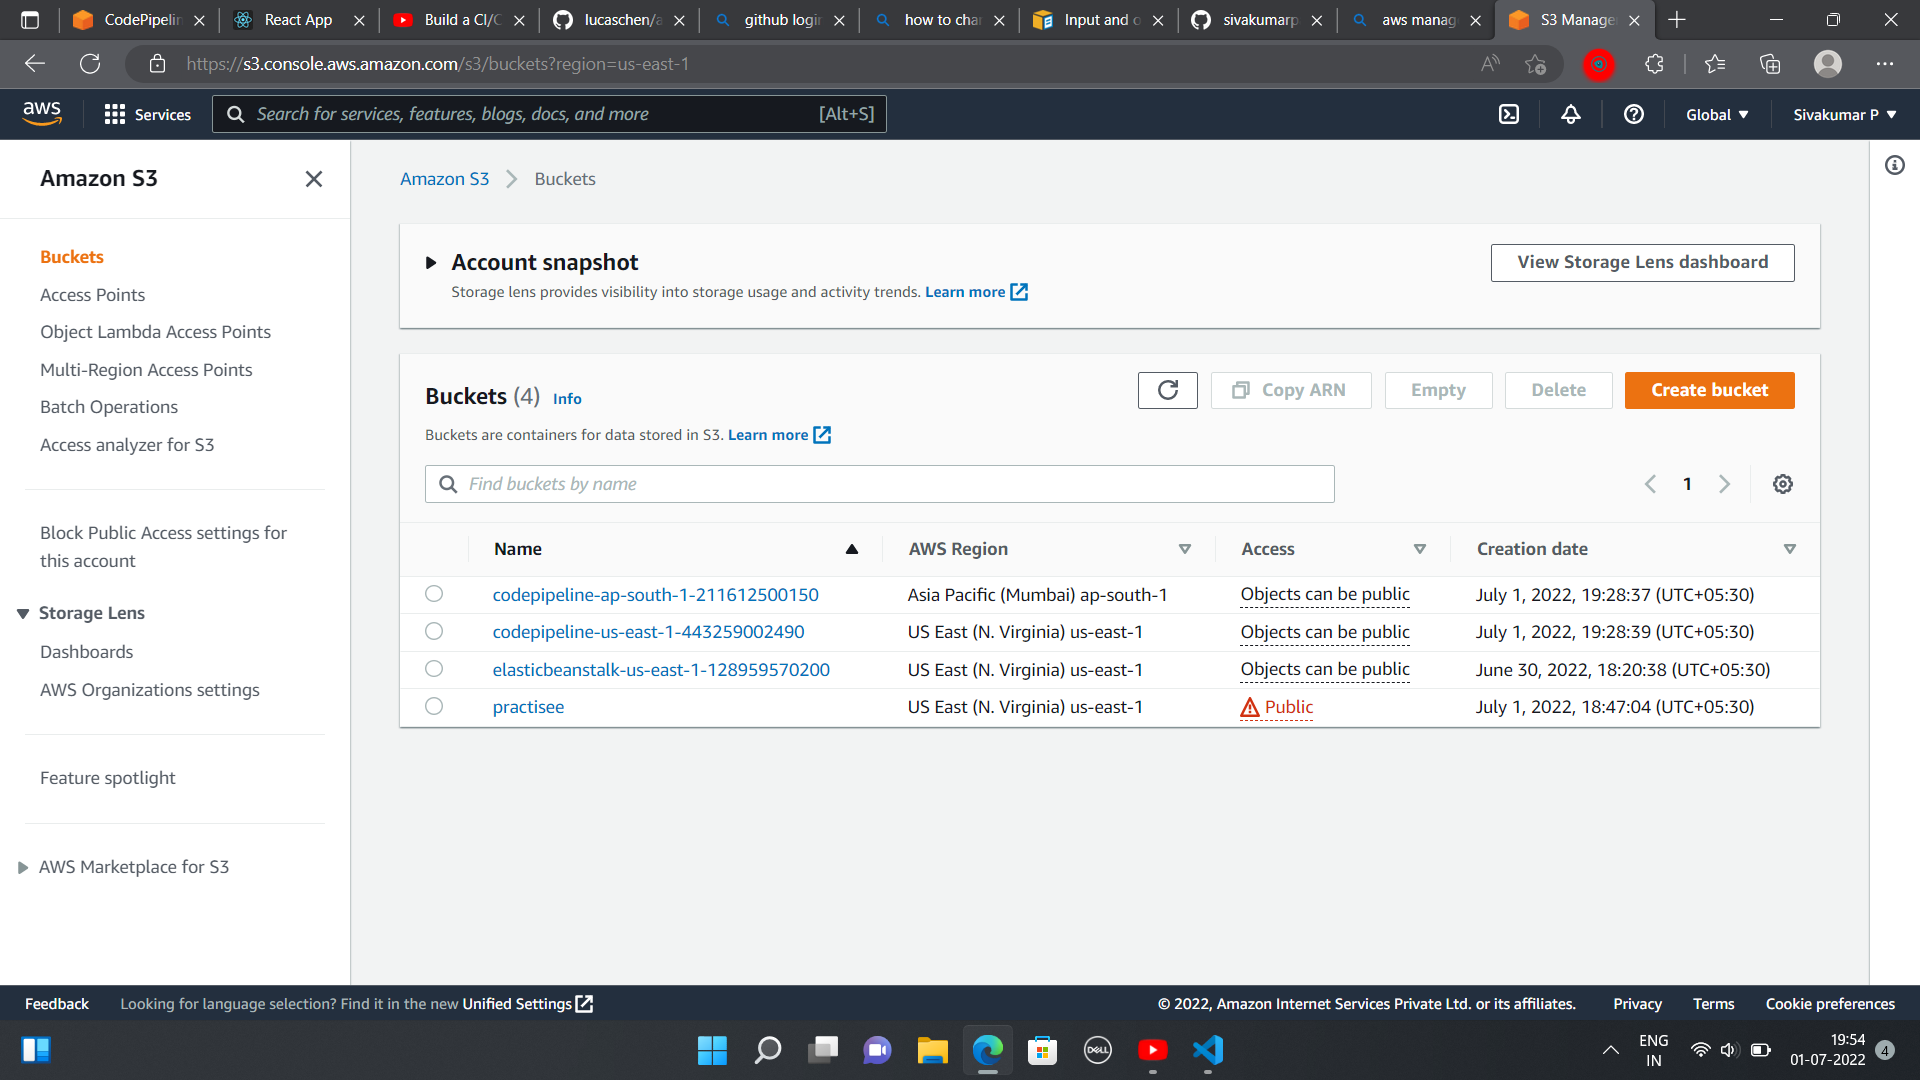 CodePipelin
React App
Build a CI/C
lucaschen/a
github login
how to char
Input and o
sivakumarp
aws manag
S3 Manage
https://s3.console.aws.amazon.com/s3/buckets?region=us-east-1
aws
Services
Search for services, features, blogs, docs, and more
[Alt+S]
Global
Sivakumar P
Amazon S3
Buckets
Access Points
Object Lambda Access Points
Multi-Region Access Points
Batch Operations
Access analyzer for S3
Block Public Access settings for
this account
Storage Lens
Dashboards
AWS Organizations settings
Feature spotlight
AWS Marketplace for S3
Amazon S3 > Buckets
Account snapshot
Storage lens provides visibility into storage usage and activity trends. Learn more
View Storage Lens dashboard
Buckets (4) Info
Buckets are containers for data stored in S3. Learn more
Copy ARN
Empty
Delete
Create bucket
Find buckets by name
1
Name AWS Region Access Creation date
codepipeline-ap-south-1-211612500150 Asia Pacific (Mumbai) ap-south-1 Objects can be public July 1, 2022, 19:28:37 (UTC+05:30)
codepipeline-us-east-1-443259002490 US East (N. Virginia) us-east-1 Objects can be public July 1, 2022, 19:28:39 (UTC+05:30)
elasticbeanstalk-us-east-1-128959570200 US East (N. Virginia) us-east-1 Objects can be public June 30, 2022, 18:20:38 (UTC+05:30)
practisee US East (N. Virginia) us-east-1 Public July 1, 2022, 18:47:04 (UTC+05:30)
Feedback
Looking for language selection? Find it in the new Unified Settings
© 2022, Amazon Internet Services Private Ltd. or its affiliates.
Privacy
Terms
Cookie preferences
DELL
ENG
IN
19:54
01-07-2022
4